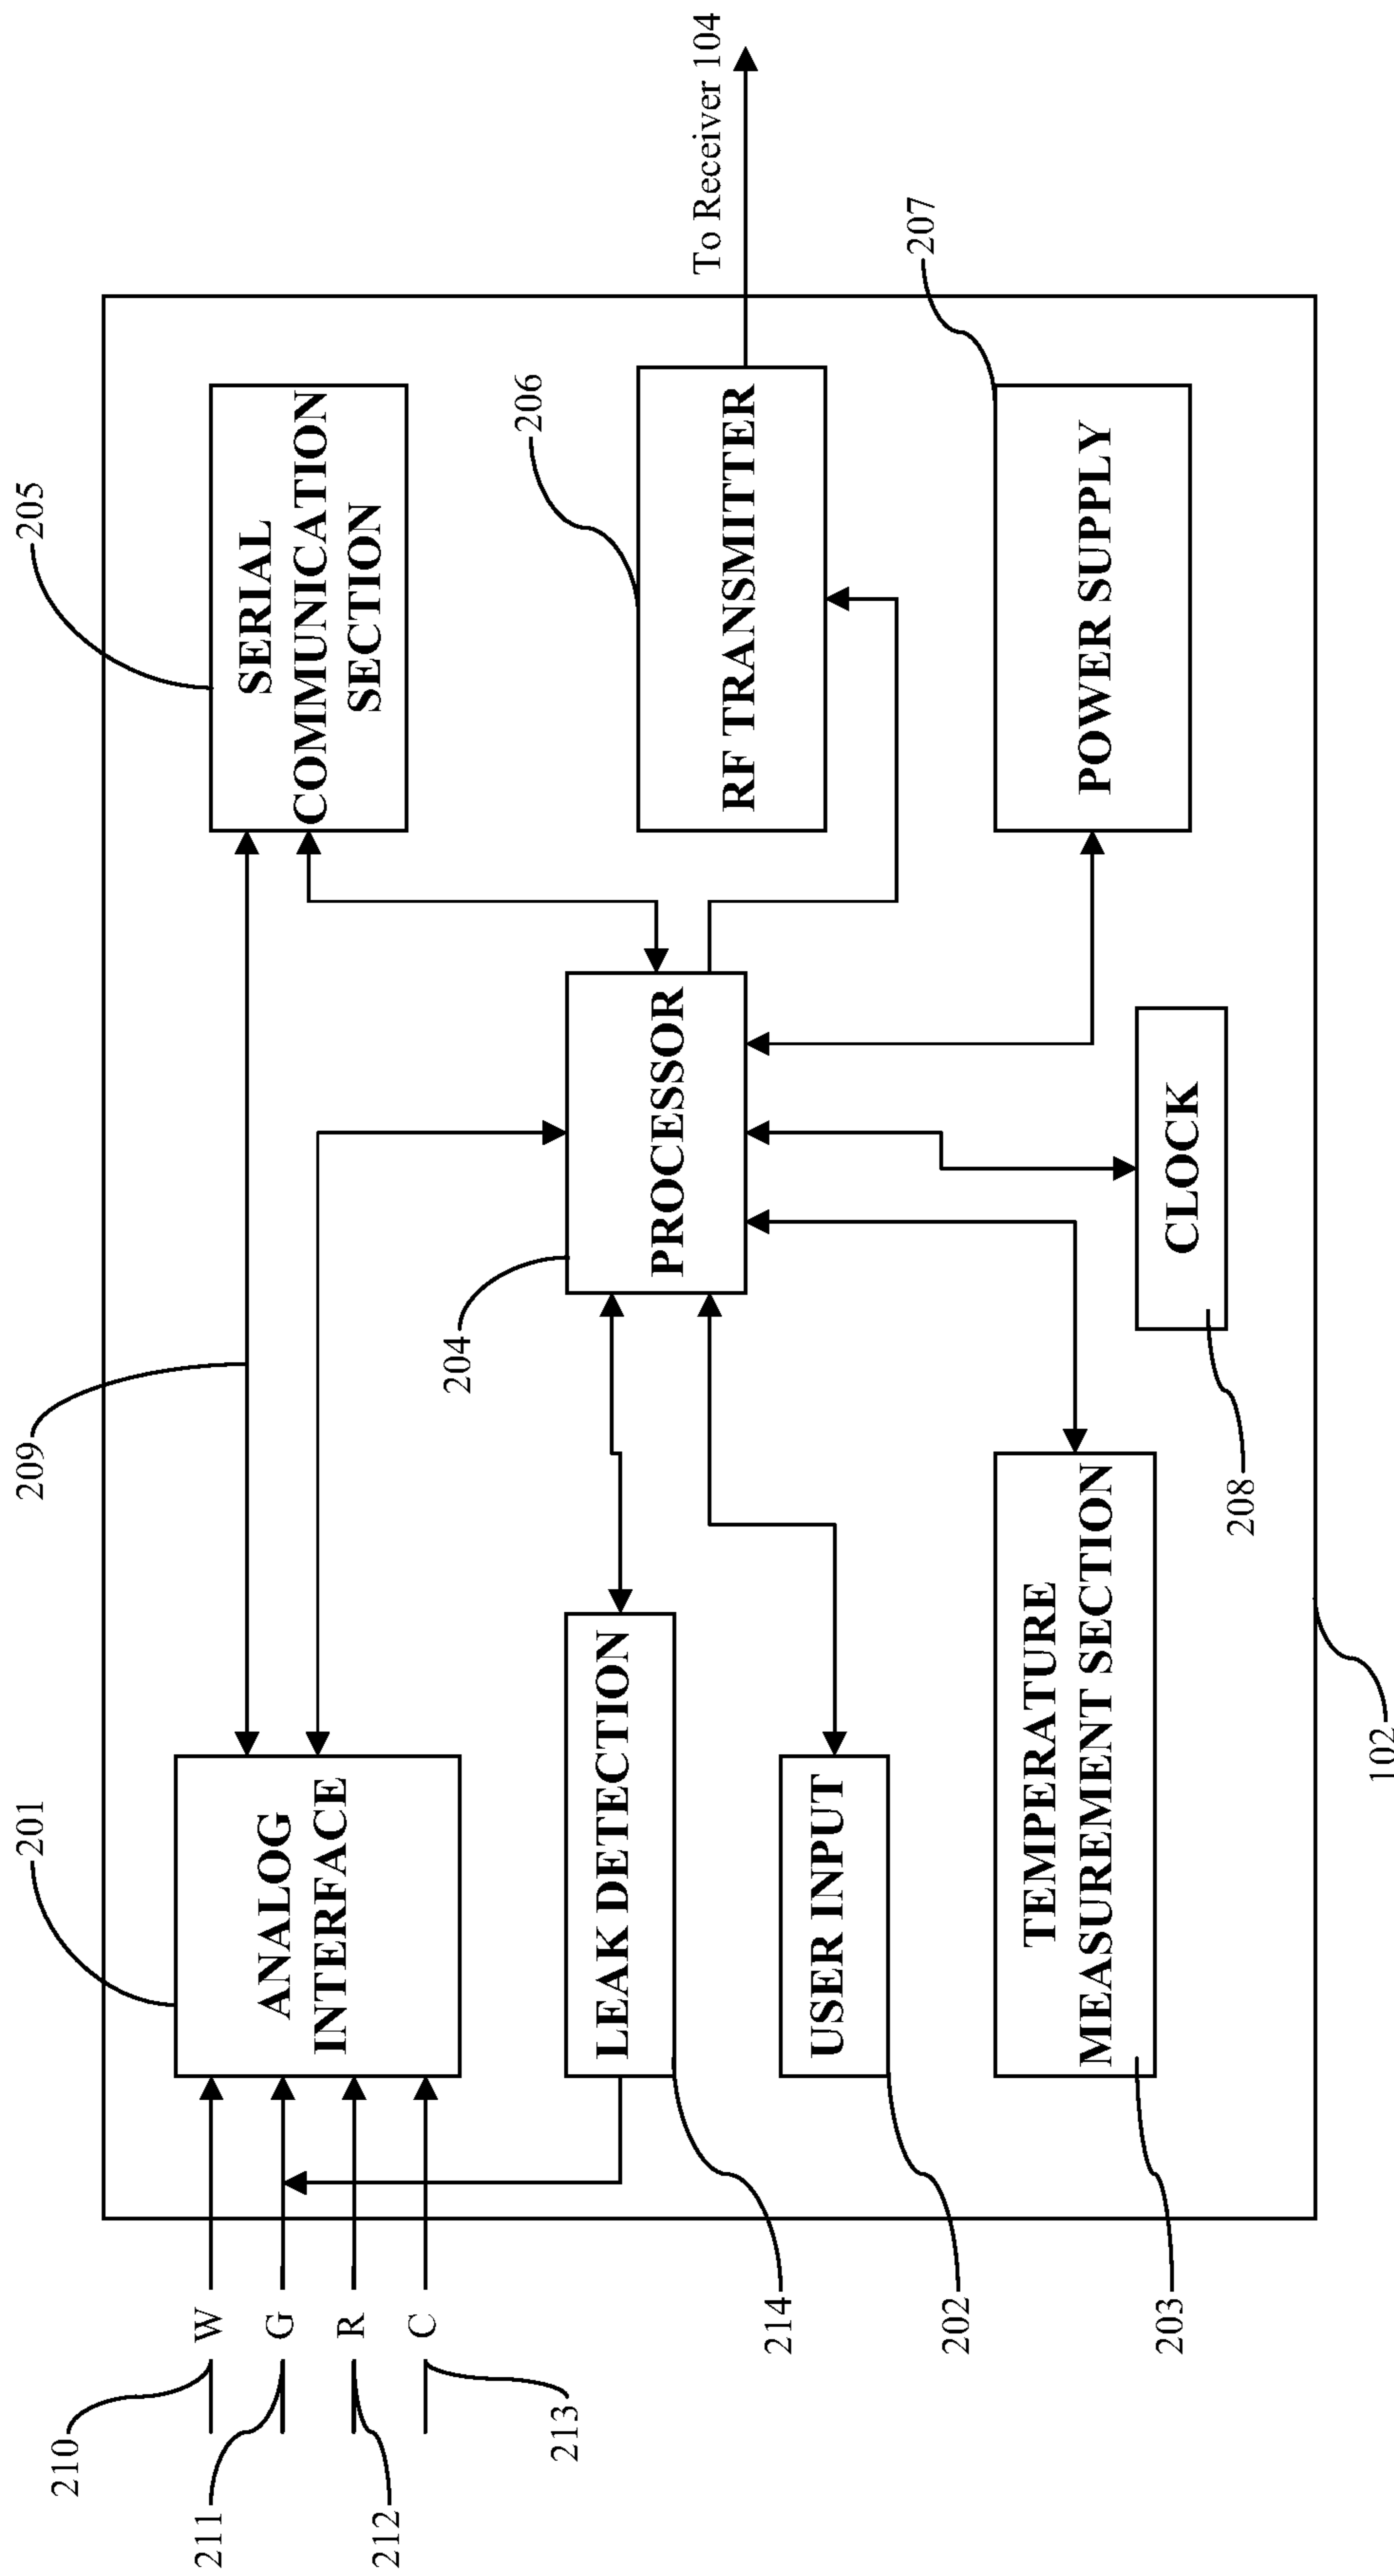 205
209
201
SERIAL
COMMUNICATION
SECTION
ANALOG
INTERFACE
W
G
R
C
210
211
212
213
206
RF TRANSMITTER
To Receiver 104
204
PROCESSOR
LEAK DETECTION
214
USER INPUT
202
207
POWER SUPPLY
TEMPERATURE
MEASUREMENT SECTION
203
CLOCK
208
102